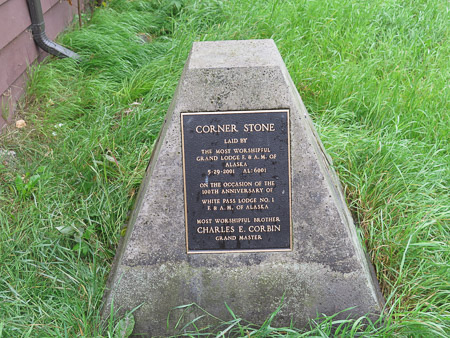 CORNER STONE
LAID BY
THE MOST WORSHIPFUL
GRAND LODGE F. & A. M. OF
ALASKA
5-29-2001 AL: 6001
ON THE OCCASION OF THE
100TH ANNIVERSARY OF
WHITE PASS LODGE NO. 1
F. & A. M. OF ALASKA
MOST WORSHIPFUL BROTHER
CHARLES E. CORBIN
GRAND MASTER